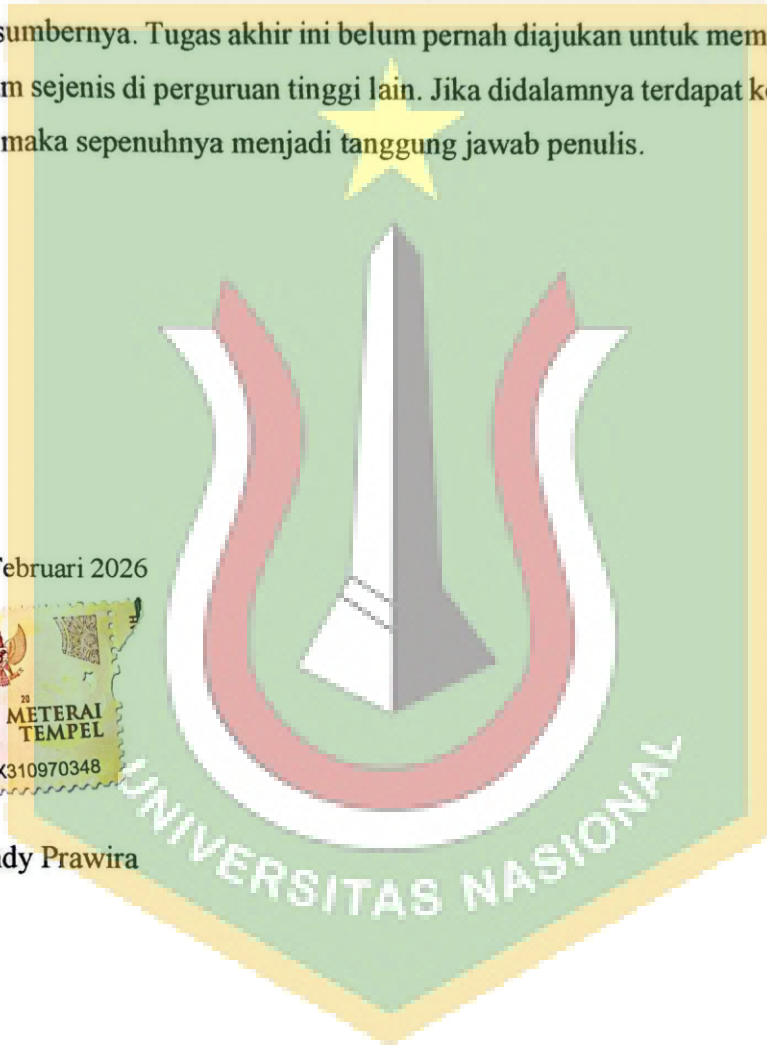 sumbernya. Tugas akhir ini belum pernah diajukan untuk mem
sejenis di perguruan tinggi lain. Jika didalamnya terdapat
maka sepenuhnya menjadi tanggung jawab penulis.
Februari 2026
METERAI
TEMPEL
X310970348
Prawira
UNIVERSITAS NASIONAL